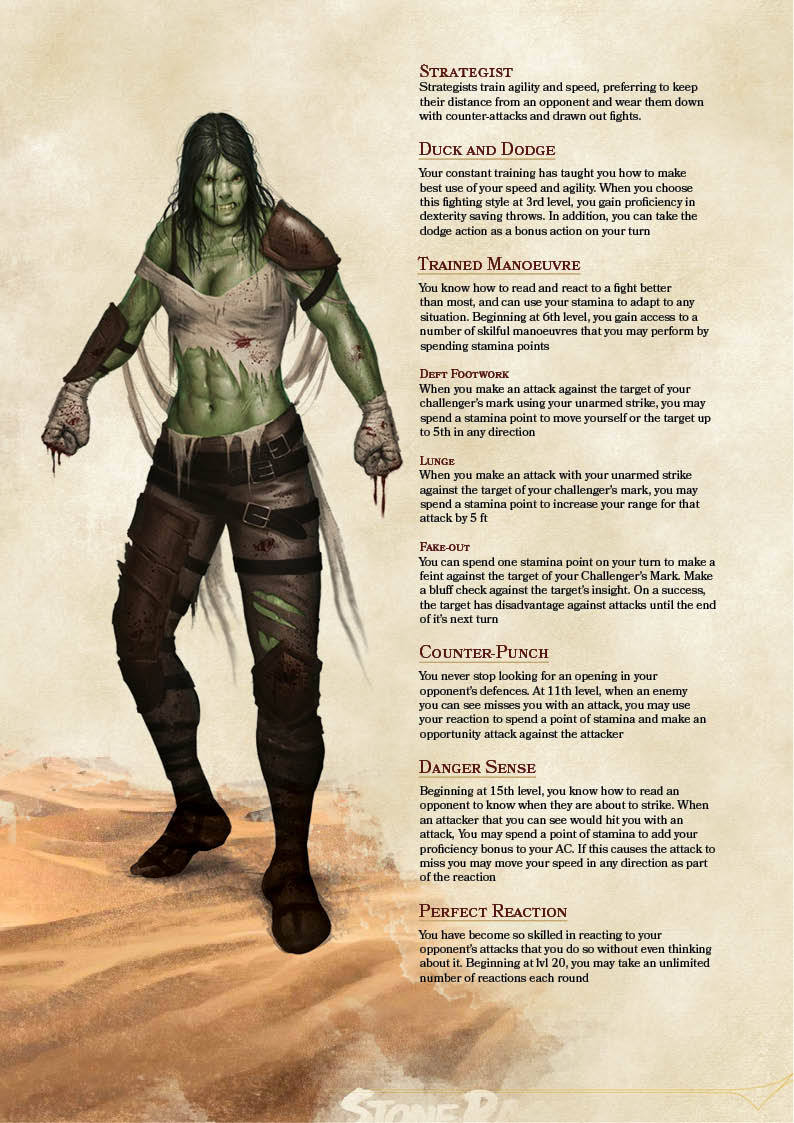 Strategist
Strategists train agility and speed, preferring to keep
their distance from an opponent and wear them down
with counter-attacks and drawn out fights.
Duck and Dodge
Your constant training has taught you how to make
best use of your speed and agility. When you choose
this fighting style at 3rd level, you gain proficiency in
dexterity saving throws. In addition, you can take the
dodge action as a bonus action on your turn
Trained Manoeuvre
You know how to read and react to a fight better
than most, and can use your stamina to adapt to any
situation. Beginning at 6th level, you gain access to a
number of skilful manoeuvres that you may perform by
spending stamina points
Deft Footwork
When you make an attack against the target of your
challenger's mark using your unarmed strike, you may
spend a stamina point to move yourself or the target up
to 5th in any direction
Lunge
When you make an attack with your unarmed strike
against the target of your challenger's mark, you may
spend a stamina point to increase your range for that
attack by 5 ft
Fake-out
You can spend one stamina point on your turn to make a
feint against the target of your Challenger's Mark. Make
a bluff check against the target's insight. On a success,
the target has disadvantage against attacks until the end
of it's next turn
Counter-Punch
You never stop looking for an opening in your
opponent's defences. At 11th level, when an enemy
you can see misses you with an attack, you may use
your reaction to spend a point of stamina and make an
opportunity attack against the attacker
Danger Sense
Beginning at 15th level, you know how to read an
opponent to know when they are about to strike. When
an attacker that you can see would hit you with an
attack, You may spend a point of stamina to add your
proficiency bonus to your AC. If this causes the attack to
miss you may move your speed in any direction as part
of the reaction
Perfect Reaction
You have become so skilled in reacting to your
opponent's attacks that you do so without even thinking
about it. Beginning at lvl 20, you may take an unlimited
number of reactions each round
Stone